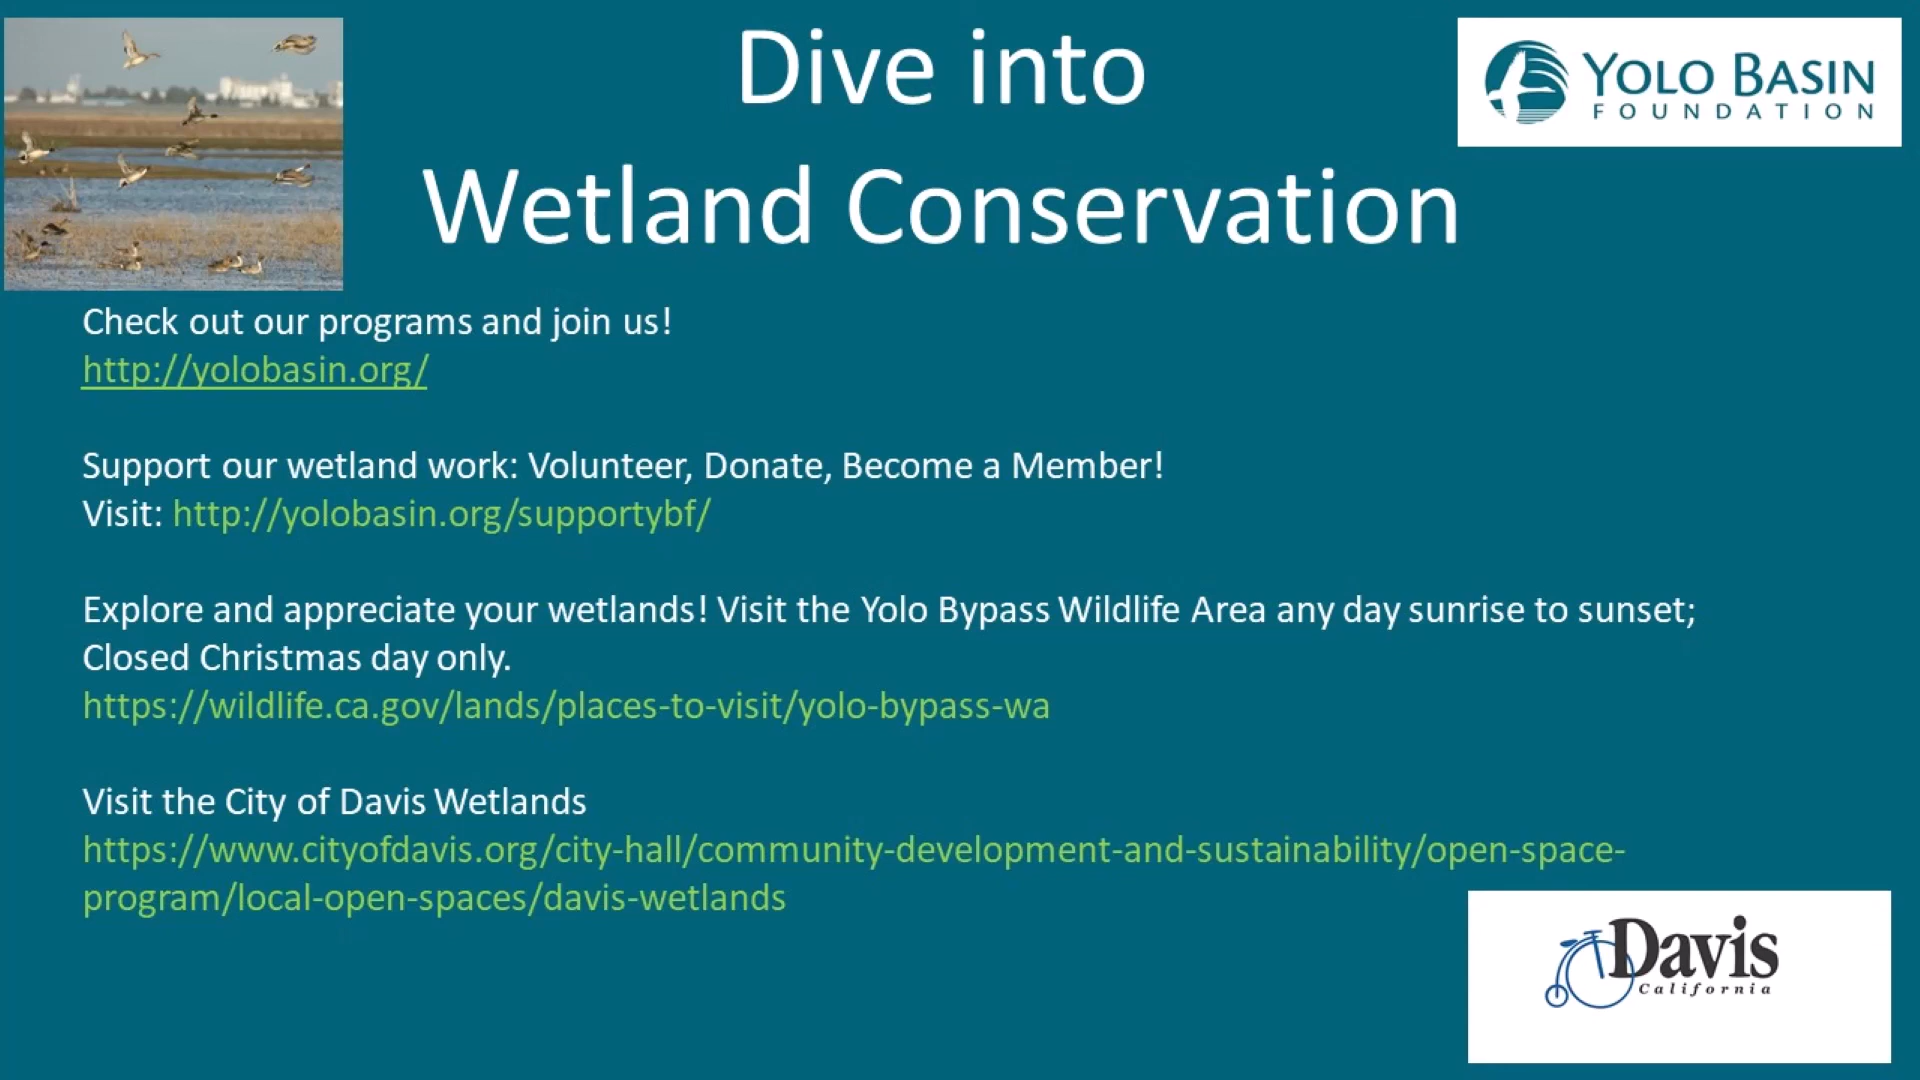 Dive into
Wetland Conservation
YOLO BASIN
FOUNDATION
Check out our programs and join us!
http://yolobasin.org/
Support our wetland work: Volunteer, Donate, Become a Member!
Visit: http://yolobasin.org/supportybf/
Explore and appreciate your wetlands! Visit the Yolo Bypass Wildlife Area any day sunrise to sunset;
Closed Christmas day only.
https://wildlife.ca.gov/lands/places-to-visit/yolo-bypass-wa
Visit the City of Davis Wetlands
https://www.cityofdavis.org/city-hall/community-development-and-sustainability/open-space-
program/local-open-spaces/davis-wetlands
Davis
California